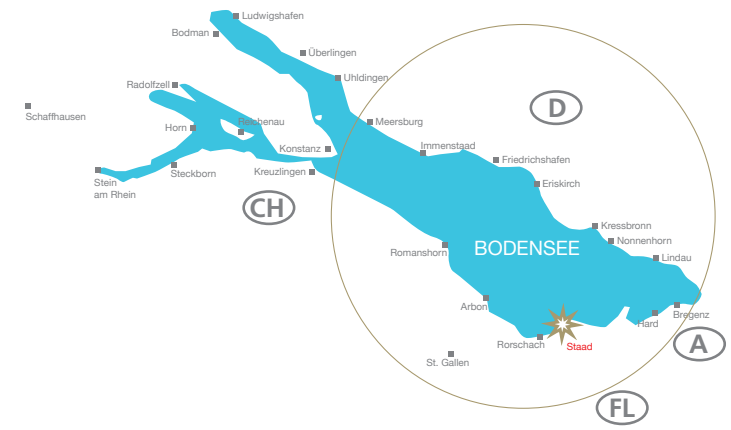 Ludwigshafen
Bodman
Überlingen
Uhldingen
Radolfzell
Schaffhausen
Reichenau
Meersburg
Horn
Konstanz
Immenstaad
Friedrichshafen
Steckborn
Kreuzlingen
Stein
am Rhein
Eriskirch
D
CH
Kressbronn
Nonnenhorn
Romanshorn
BODENSEE
Lindau
Arbon
Bregenz
Hard
Rorschach
Staad
A
St. Gallen
FL